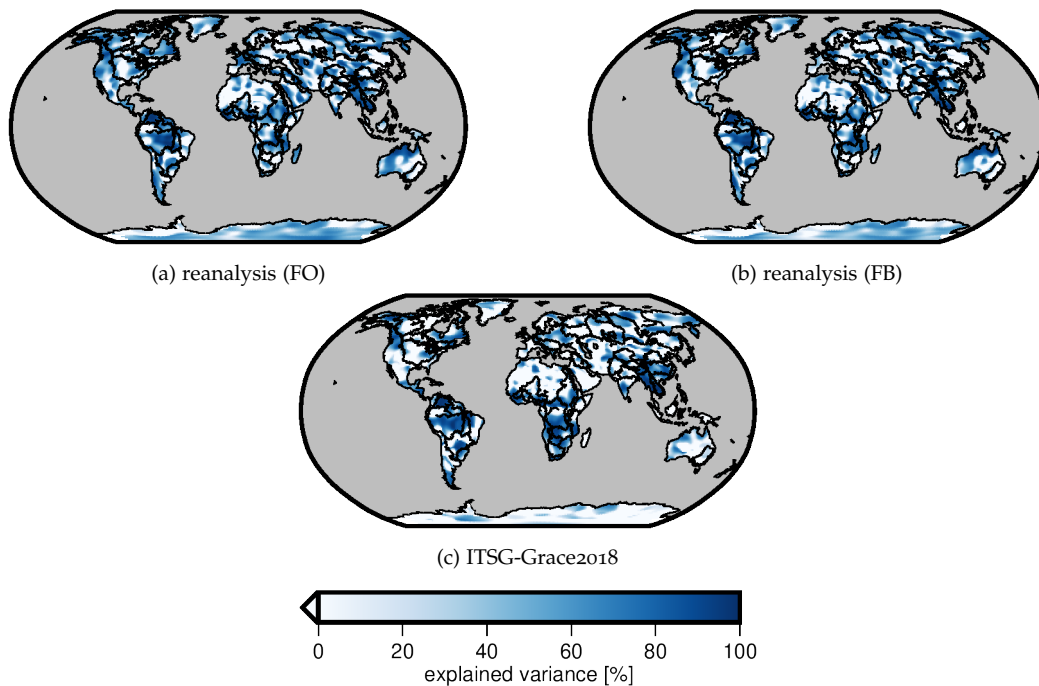 (a) reanalysis (FO)
(b) reanalysis (FB)
(c) ITSG-Grace2018
0 20 40 60 80 100
explained variance [%]